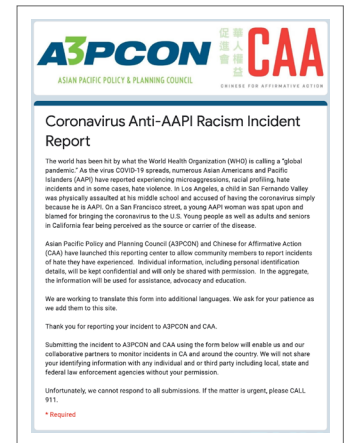 A3PCON
ASIAN PACIFIC POLICY & PLANNING COUNCIL
促 華
進 人
會 權
益
CAA
CHINESE FOR AFFIRMATIVE ACTION
Coronavirus Anti-AAPI Racism Incident
Report
The world has been hit by what the World Health Organization (WHO) is calling a "global
pandemic." As the virus COVID-19 spreads, numerous Asian Americans and Pacific
Islanders (AAPI) have reported experiencing microaggressions, racial profiling, hate
incidents and in some cases, hate violence. In Los Angeles, a child in San Fernando Valley
was physically assaulted at his middle school and accused of having the coronavirus simply
because he is AAPI. On a San Francisco street, a young AAPI woman was spat upon and
blamed for bringing the coronavirus to the U.S. Young people as well as adults and seniors
in California fear being perceived as the source or carrier of the disease.
Asian Pacific Policy and Planning Council (A3PCON) and Chinese for Affirmative Action
(CAA) have launched this reporting center to allow community members to report incidents
of hate they have experienced. Individual information, including personal identification
details, will be kept confidential and will only be shared with permission. In the aggregate,
the information will be used for assistance, advocacy and education.
We are working to translate this form into additional languages. We ask for your patience as
we add them to this site.
Thank you for reporting your incident to A3PCON and CAA.
Submitting the incident to A3PCON and CAA using the form below will enable us and our
collaborative partners to monitor incidents in CA and around the country. We will not share
your identifying information with any individual and or third party including local, state and
federal law enforcement agencies without your permission.
Unfortunately, we cannot respond to all submissions. If the matter is urgent, please CALL
911.
* Required